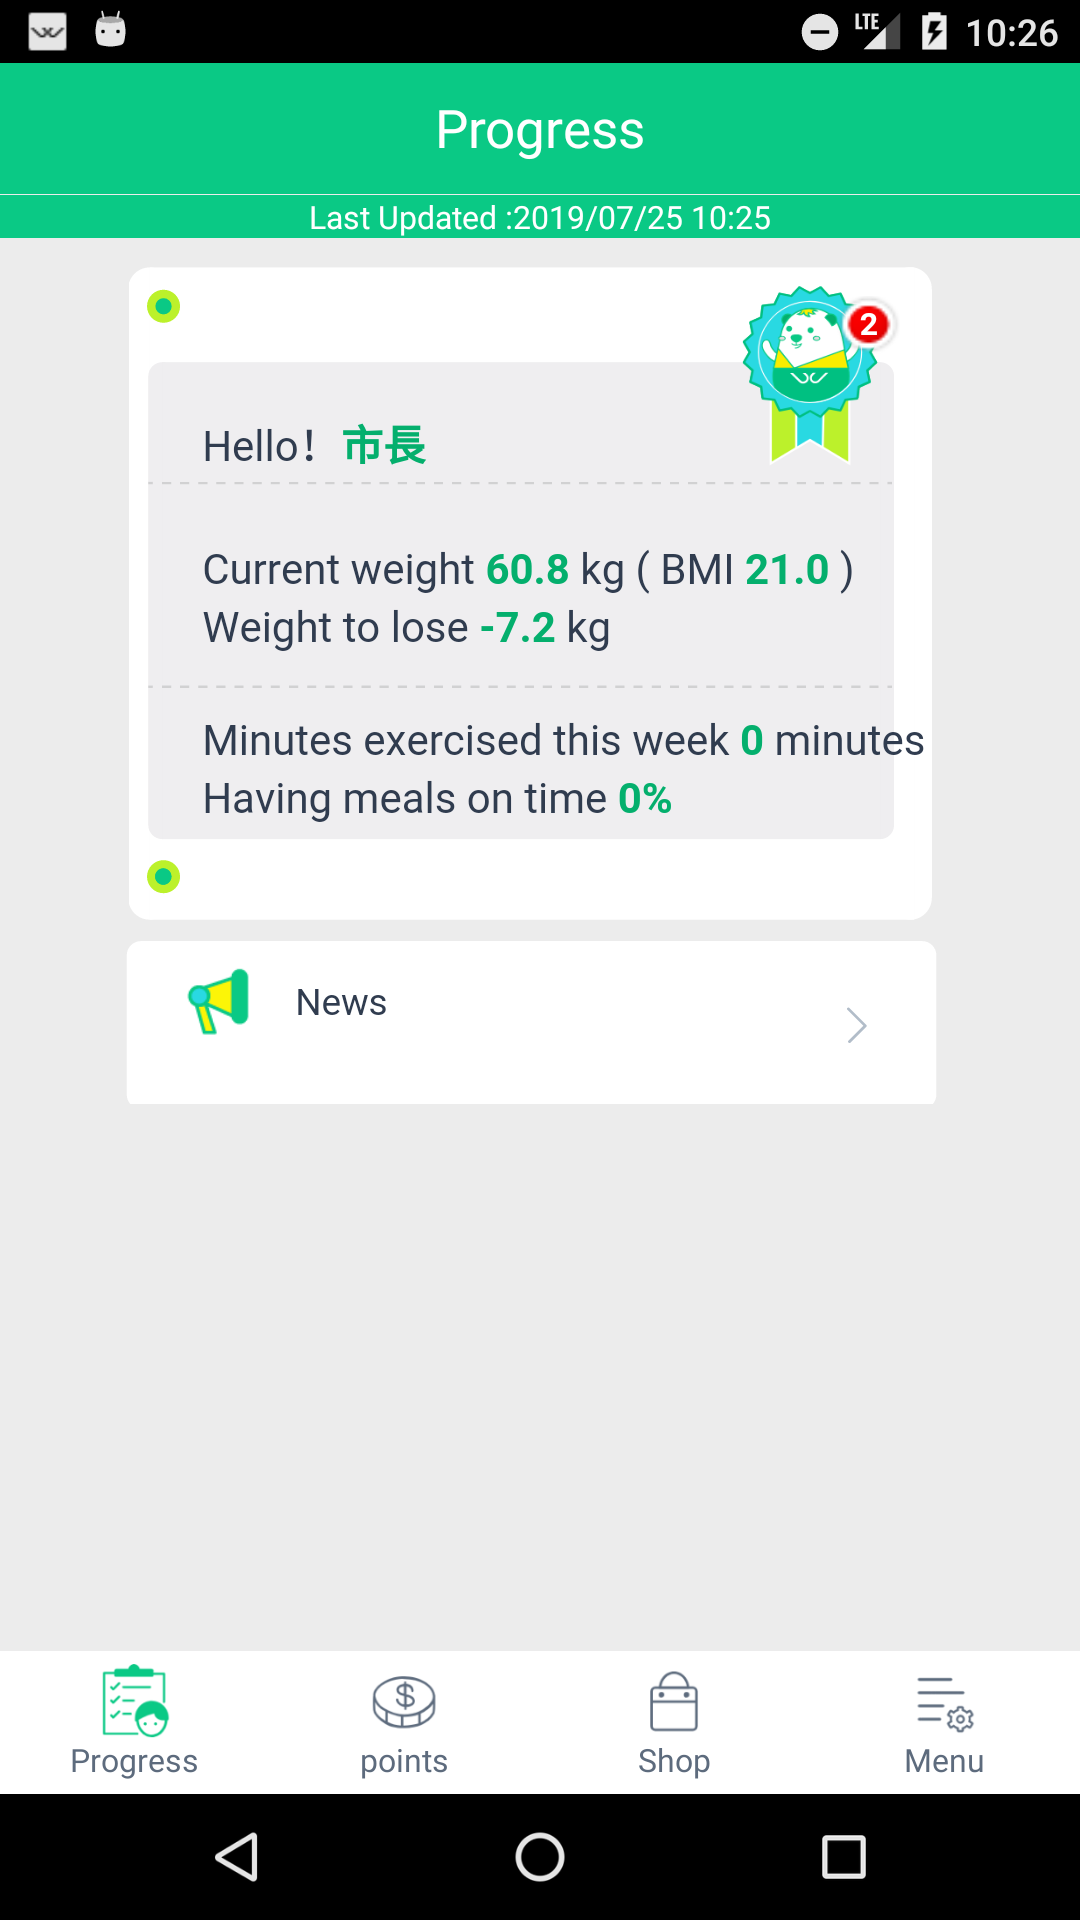 LTE 10:26
Progress
Last Updated :2019/07/25 10:25
2
Hello！ 市長
Current weight 60.8 kg ( BMI 21.0 )
Weight to lose -7.2 kg
Minutes exercised this week 0 minutes
Having meals on time 0%
News
Progress points Shop Menu